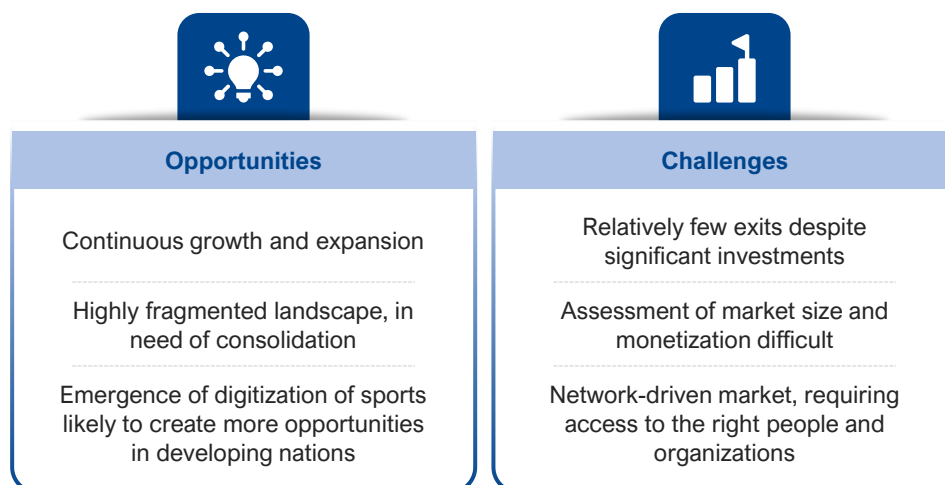 Opportunities
Continuous growth and expansion
Highly fragmented landscape, in
need of consolidation
Emergence of digitization of sports
likely to create more opportunities
in developing nations
Challenges
Relatively few exits despite
significant investments
Assessment of market size and
monetization difficult
Network-driven market, requiring
access to the right people and
organizations